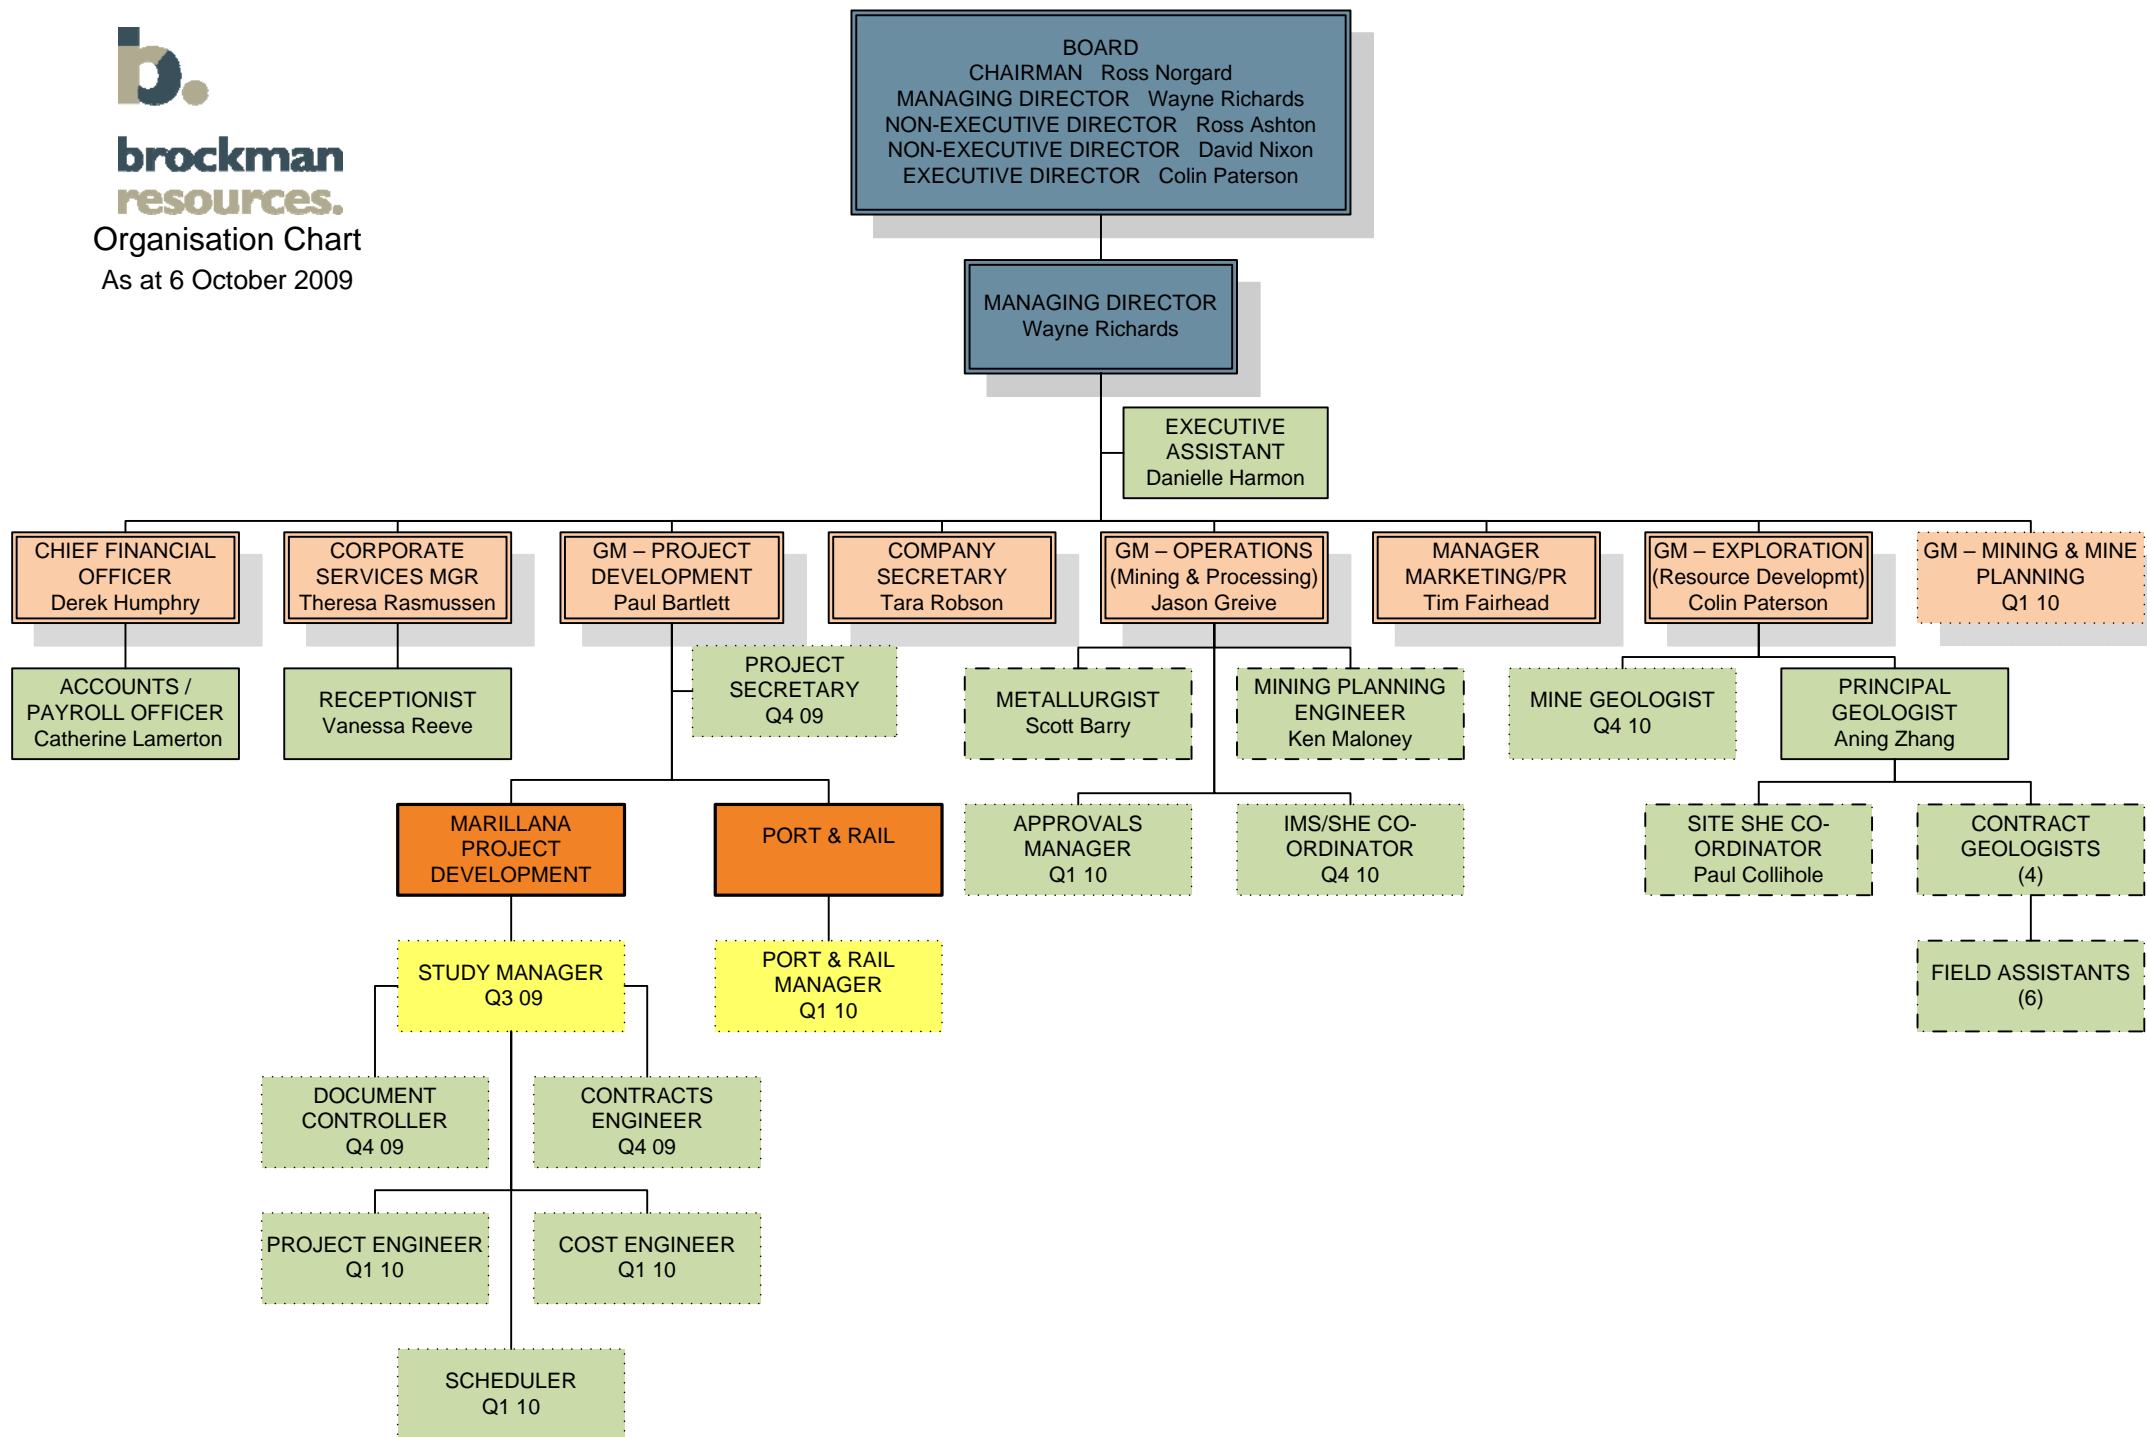 b.
brockman
resources.
Organisation Chart
As at 6 October 2009
BOARD
CHAIRMAN Ross Norgard
MANAGING DIRECTOR Wayne Richards
NON-EXECUTIVE DIRECTOR Ross Ashton
NON-EXECUTIVE DIRECTOR David Nixon
EXECUTIVE DIRECTOR Colin Paterson
MANAGING DIRECTOR
Wayne Richards
EXECUTIVE
ASSISTANT
Danielle Harmon
CHIEF FINANCIAL
OFFICER
Derek Humphry
CORPORATE
SERVICES MGR
Theresa Rasmussen
GM – PROJECT
DEVELOPMENT
Paul Bartlett
COMPANY
SECRETARY
Tara Robson
GM – OPERATIONS
(Mining & Processing)
Jason Greive
MANAGER
MARKETING/PR
Tim Fairhead
GM – EXPLORATION
(Resource Developmt)
Colin Paterson
GM – MINING & MINE
PLANNING
Q1 10
ACCOUNTS /
PAYROLL OFFICER
Catherine Lamerton
RECEPTIONIST
Vanessa Reeve
PROJECT
SECRETARY
Q4 09
METALLURGIST
Scott Barry
MINING PLANNING
ENGINEER
Ken Maloney
MINE GEOLOGIST
Q4 10
PRINCIPAL
GEOLOGIST
Aning Zhang
MARILLANA
PROJECT
DEVELOPMENT
PORT & RAIL
APPROVALS
MANAGER
Q1 10
IMS/SHE CO-
ORDINATOR
Q4 10
SITE SHE CO-
ORDINATOR
Paul Collihole
CONTRACT
GEOLOGISTS
(4)
STUDY MANAGER
Q3 09
PORT & RAIL
MANAGER
Q1 10
FIELD ASSISTANTS
(6)
DOCUMENT
CONTROLLER
Q4 09
CONTRACTS
ENGINEER
Q4 09
PROJECT ENGINEER
Q1 10
COST ENGINEER
Q1 10
SCHEDULER
Q1 10